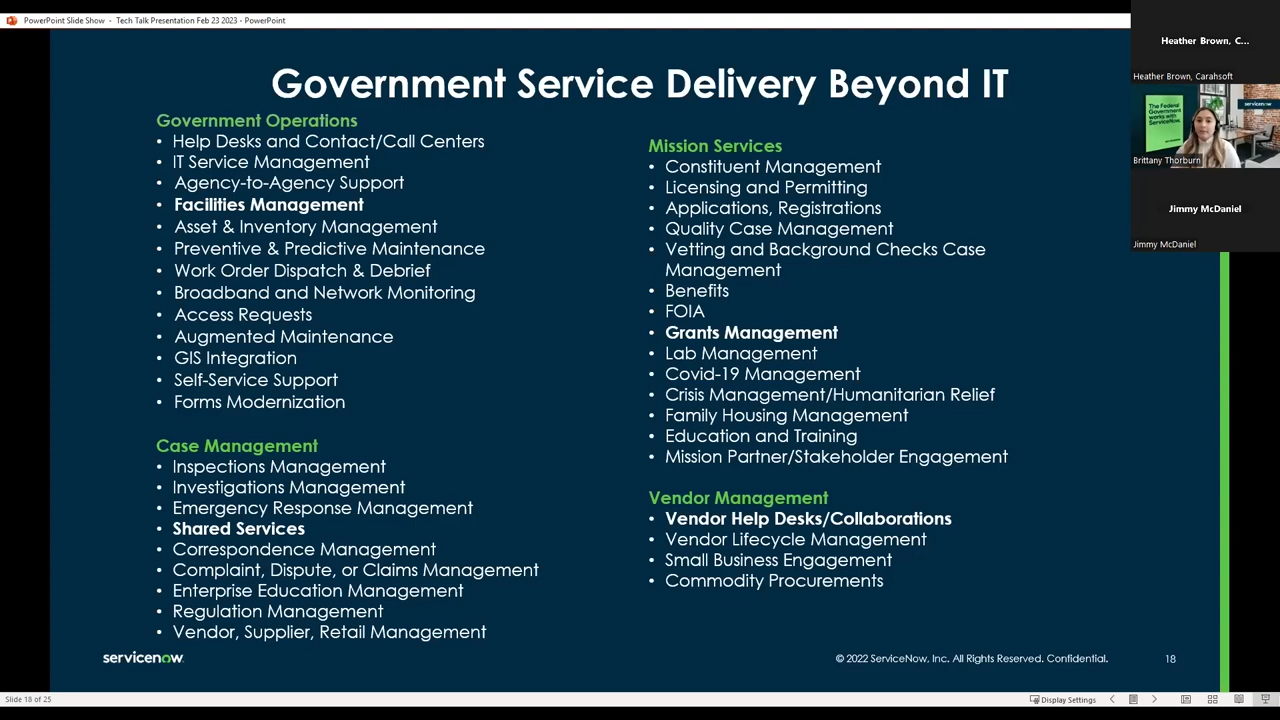 PowerPoint Slide Show - Tech Talk Presentation Feb 23 2023 - PowerPoint
Government Service Delivery Beyond IT
Government Operations
• Help Desks and Contact/Call Centers
• IT Service Management
• Agency-to-Agency Support
• Facilities Management
• Asset & Inventory Management
• Preventive & Predictive Maintenance
• Work Order Dispatch & Debrief
• Broadband and Network Monitoring
• Access Requests
• Augmented Maintenance
• GIS Integration
• Self-Service Support
• Forms Modernization
Case Management
• Inspections Management
• Investigations Management
• Emergency Response Management
• Shared Services
• Correspondence Management
• Complaint, Dispute, or Claims Management
• Enterprise Education Management
• Regulation Management
• Vendor, Supplier, Retail Management
Mission Services
• Constituent Management
• Licensing and Permitting
• Applications, Registrations
• Quality Case Management
• Vetting and Background Checks Case
Management
• Benefits
• FOIA
• Grants Management
• Lab Management
• Covid-19 Management
• Crisis Management/Humanitarian Relief
• Family Housing Management
• Education and Training
• Mission Partner/Stakeholder Engagement
Vendor Management
• Vendor Help Desks/Collaborations
• Vendor Lifecycle Management
• Small Business Engagement
• Commodity Procurements
servicenow
© 2022 ServiceNow, Inc. All Rights Reserved. Confidential.
18
Heather Brown, C...
Heather Brown, Carahsoft
The Federal
Government
works with
ServiceNow.
servicenow
Brittany Thorburn
Jimmy McDaniel
Jimmy McDaniel
Slide 18 of 25
Display Settings